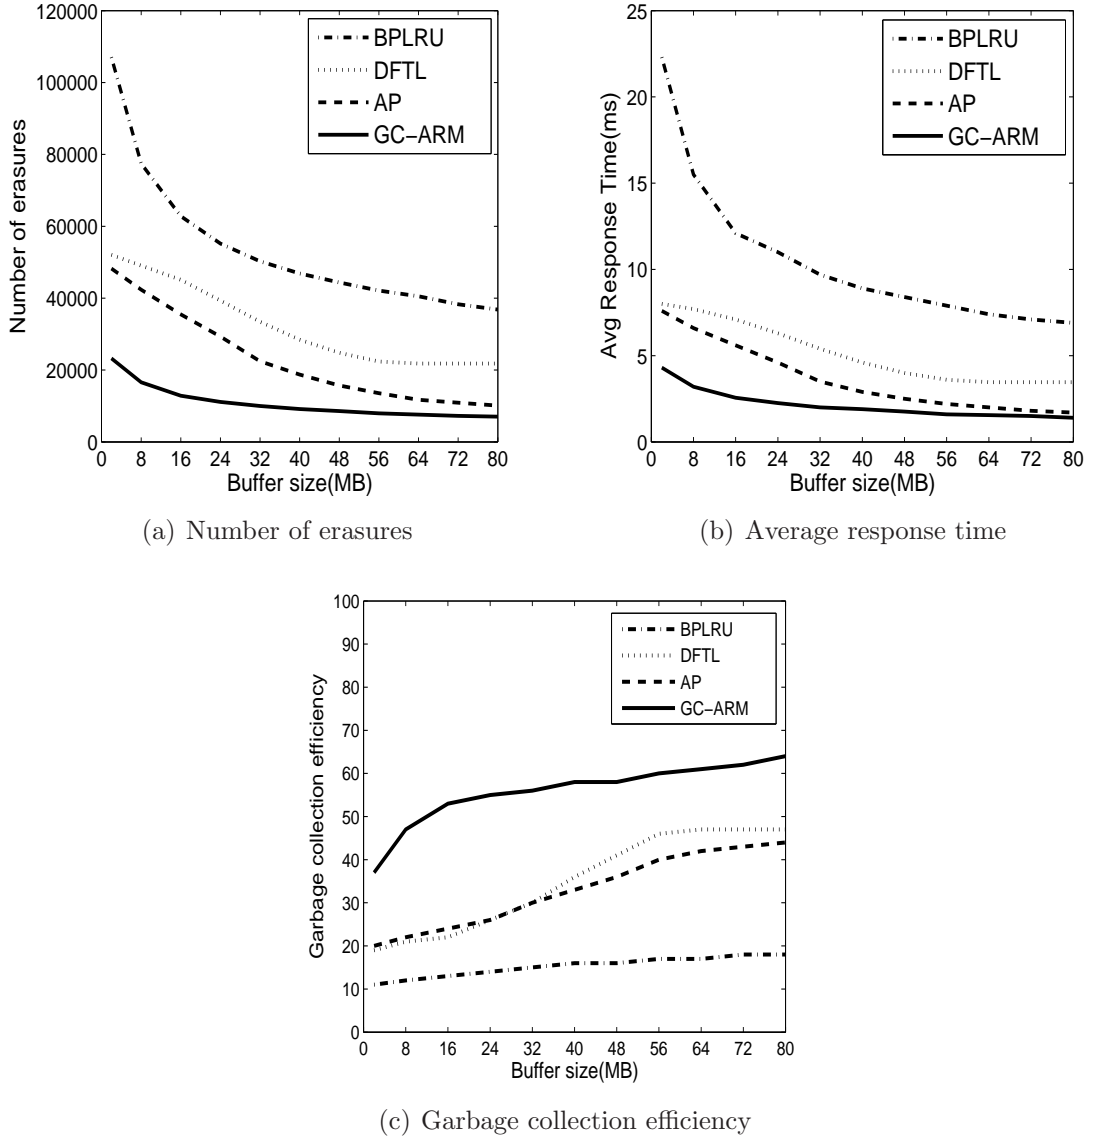 120000
100000
80000
60000
40000
20000
0
Number of erasures
BPLRU
DFTL
AP
GC−ARM
0 8 16 24 32 40 48 56 64 72 80
Buffer size(MB)
(a) Number of erasures
25
20
15
10
5
0
Avg Response Time(ms)
BPLRU
DFTL
AP
GC−ARM
0 8 16 24 32 40 48 56 64 72 80
Buffer size(MB)
(b) Average response time
100
90
80
70
60
50
40
30
20
10
0
Garbage collection efficiency
BPLRU
DFTL
AP
GC−ARM
0 8 16 24 32 40 48 56 64 72 80
Buffer size(MB)
(c) Garbage collection efficiency